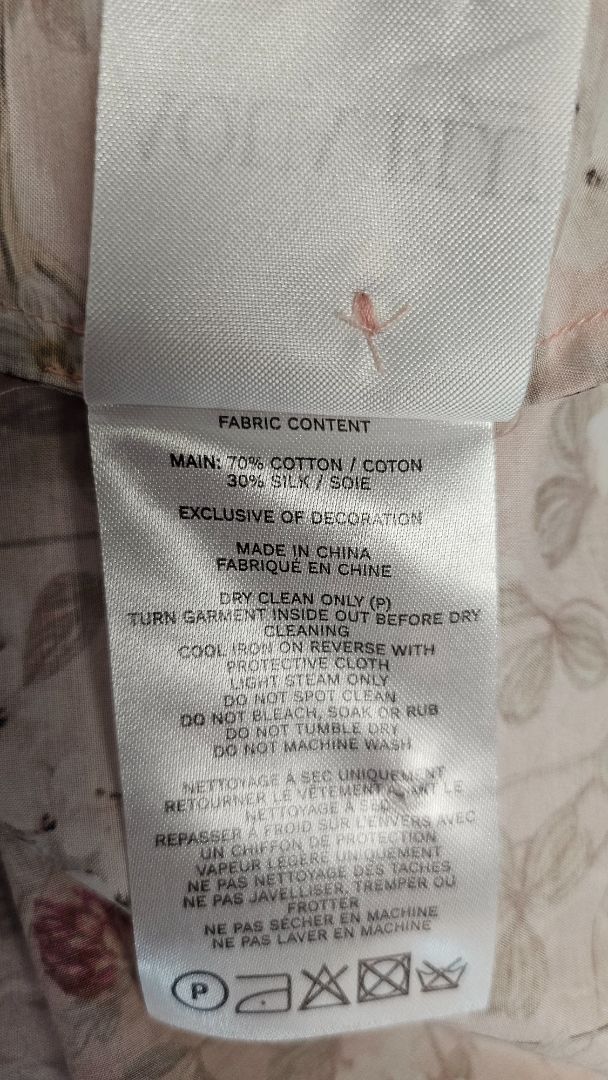 FABRIC CONTENT
MAIN: 70% COTTON / COTON
30% SILK / SOIE
EXCLUSIVE OF DECORATION
MADE IN CHINA
FABRIQUÉ EN CHINE
DRY CLEAN ONLY (P)
TURN GARMENT INSIDE OUT BEFORE DRY
CLEANING
COOL IRON ON REVERSE WITH
PROTECTIVE CLOTH
LIGHT STEAM ONLY
DO NOT SPOT CLEAN
DO NOT BLEACH, SOAK OR RUB
DO NOT TUMBLE DRY
DO NOT MACHINE WASH
NETTOYAGE À SEC UNIQUEMENT
RETOURNER LE VÊTEMENT AVANT LE
NETTOYAGE À SEC
REPASSER À FROID SUR L'ENVERS AVEC
UN CHIFFON DE PROTECTION
VAPEUR LÉGÈRE UNIQUEMENT
NE PAS NETTOYAGE DES TACHES
NE PAS JAVELLISER, TREMPER OU
FROTTER
NE PAS SÉCHER EN MACHINE
NE PAS LAVER EN MACHINE
P